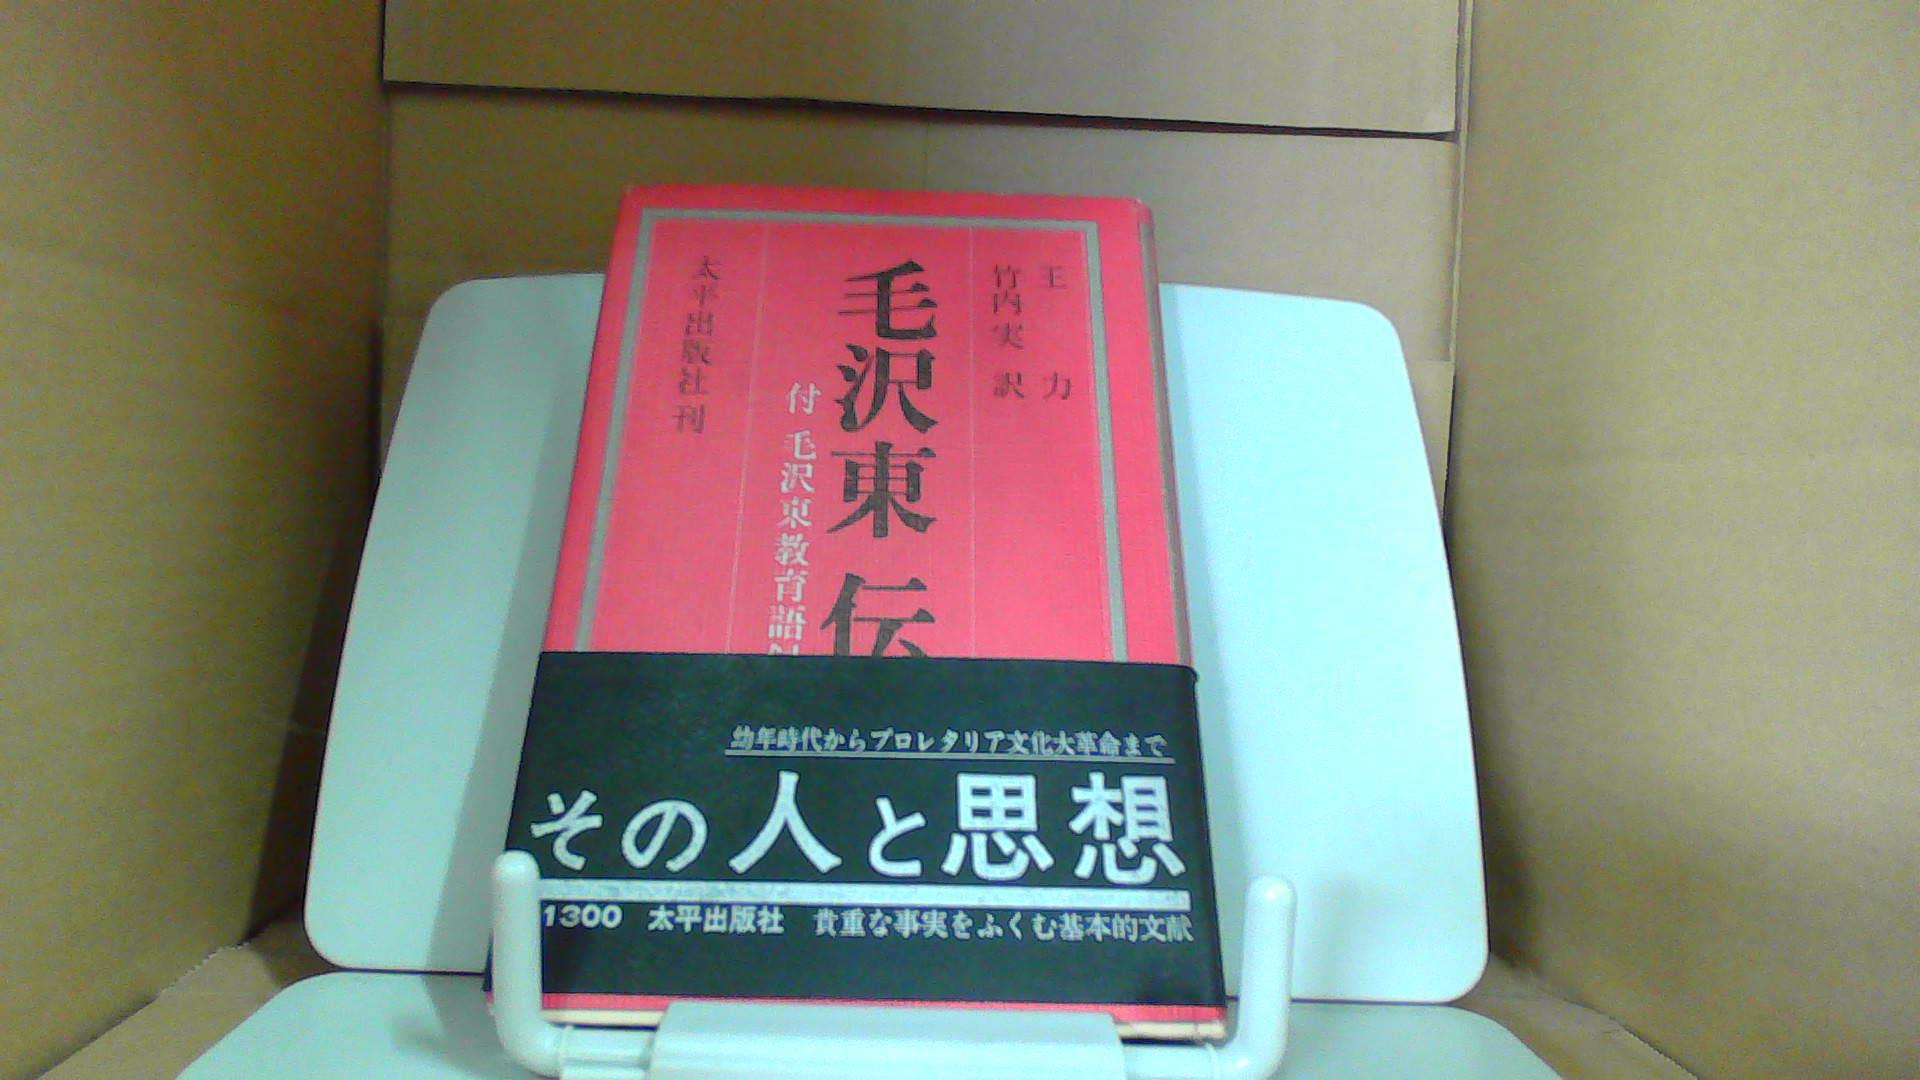 王力
竹内実訳
毛沢東伝
付 毛沢東教育語
太平出版社刊
幼年時代からプロレタリア文化大革命まで
その人と思想
1300 太平出版社 貴重な事実をふくむ基本的文献